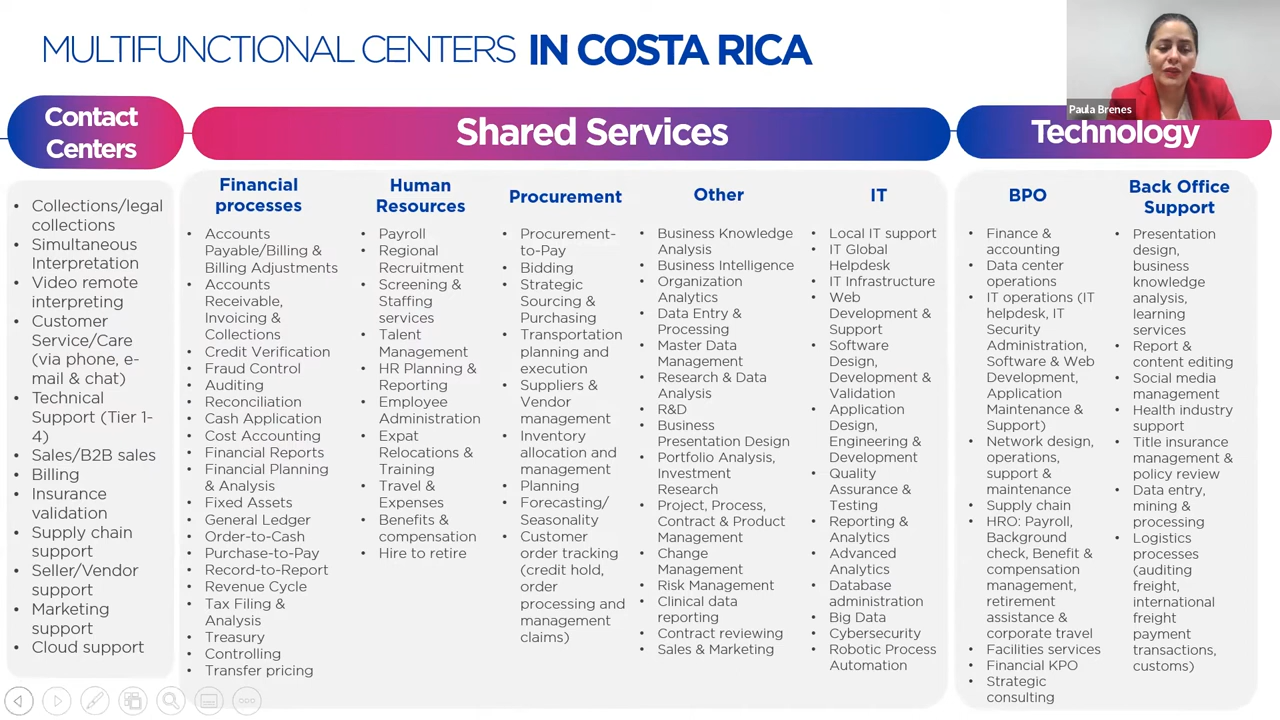 MULTIFUNCTIONAL CENTERS IN COSTA RICA
Paula Brenes
Contact
Centers
Shared Services
Technology
• Collections/legal
collections
• Simultaneous
Interpretation
• Video remote
interpreting
• Customer
Service/Care
(via phone, e-
mail & chat)
• Technical
Support (Tier 1-
4)
• Sales/B2B sales
• Billing
• Insurance
validation
• Supply chain
support
• Seller/Vendor
support
• Marketing
support
• Cloud support
Financial
processes
• Accounts
Payable/Billing &
Billing Adjustments
• Accounts
Receivable,
Invoicing &
Collections
• Credit Verification
• Fraud Control
• Auditing
• Reconciliation
• Cash Application
• Cost Accounting
• Financial Reports
• Financial Planning
& Analysis
• Fixed Assets
• General Ledger
• Order-to-Cash
• Purchase-to-Pay
• Record-to-Report
• Revenue Cycle
• Tax Filing &
Analysis
• Treasury
• Controlling
• Transfer pricing
Human
Resources
• Payroll
• Regional
Recruitment
• Screening &
Staffing
services
• Talent
Management
• HR Planning &
Reporting
• Employee
Administration
• Expat
Relocations &
Training
• Travel &
Expenses
• Benefits &
compensation
• Hire to retire
Procurement
• Procurement-
to-Pay
• Bidding
• Strategic
Sourcing &
Purchasing
• Transportation
planning and
execution
• Suppliers &
Vendor
management
• Inventory
allocation and
management
• Planning
• Forecasting/
Seasonality
• Customer
order tracking
(credit hold,
order
processing and
management
claims)
Other
• Business Knowledge
Analysis
• Business Intelligence
• Organization
Analytics
• Data Entry &
Processing
• Master Data
Management
• Research & Data
Analysis
• R&D
• Business
Presentation Design
• Portfolio Analysis,
Investment
Research
• Project, Process,
Contract & Product
Management
• Change
Management
• Risk Management
• Clinical data
reporting
• Contract reviewing
• Sales & Marketing
IT
• Local IT support
• IT Global
Helpdesk
• IT Infrastructure
• Web
Development &
Support
• Software
Design,
Development &
Validation
• Application
Design,
Engineering &
Development
• Quality
Assurance &
Testing
• Reporting &
Analytics
• Advanced
Analytics
• Database
administration
• Big Data
• Cybersecurity
• Robotic Process
Automation
BPO
• Finance &
accounting
• Data center
operations
• IT operations (IT
helpdesk, IT
Security
Administration,
Software & Web
Development,
Application
Maintenance &
Support)
• Network design,
operations,
support &
maintenance
• Supply chain
• HRO: Payroll,
Background
check, Benefit &
compensation
management,
retirement
assistance &
corporate travel
• Facilities services
• Financial KPO
• Strategic
consulting
Back Office
Support
• Presentation
design,
business
knowledge
analysis,
learning
services
• Report &
content editing
• Social media
management
• Health industry
support
• Title insurance
management &
policy review
• Data entry,
mining &
processing
• Logistics
processes
(auditing
freight,
international
freight
payment
transactions,
customs)